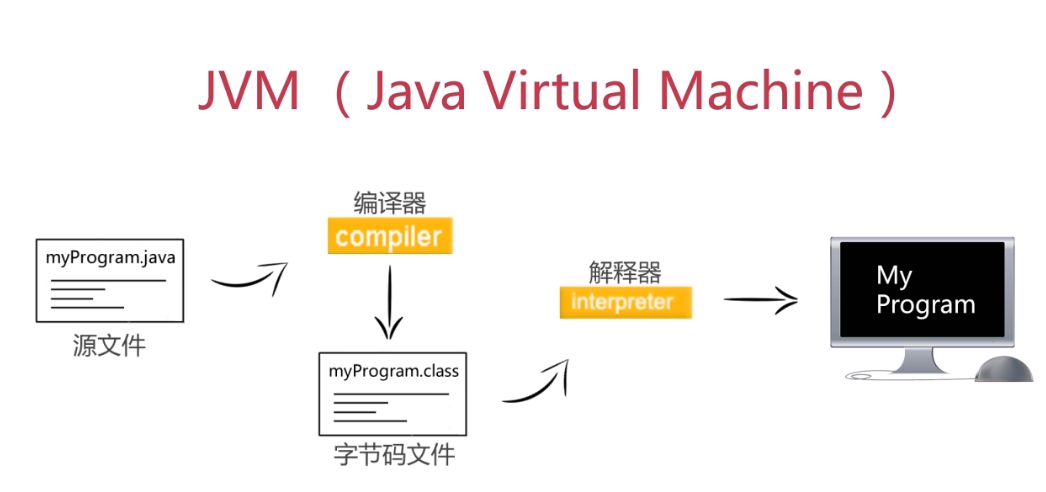 JVM （Java Virtual Machine）
myProgram.java
源文件
编译器
compiler
myProgram.class
字节码文件
解释器
interpreter
My
Program